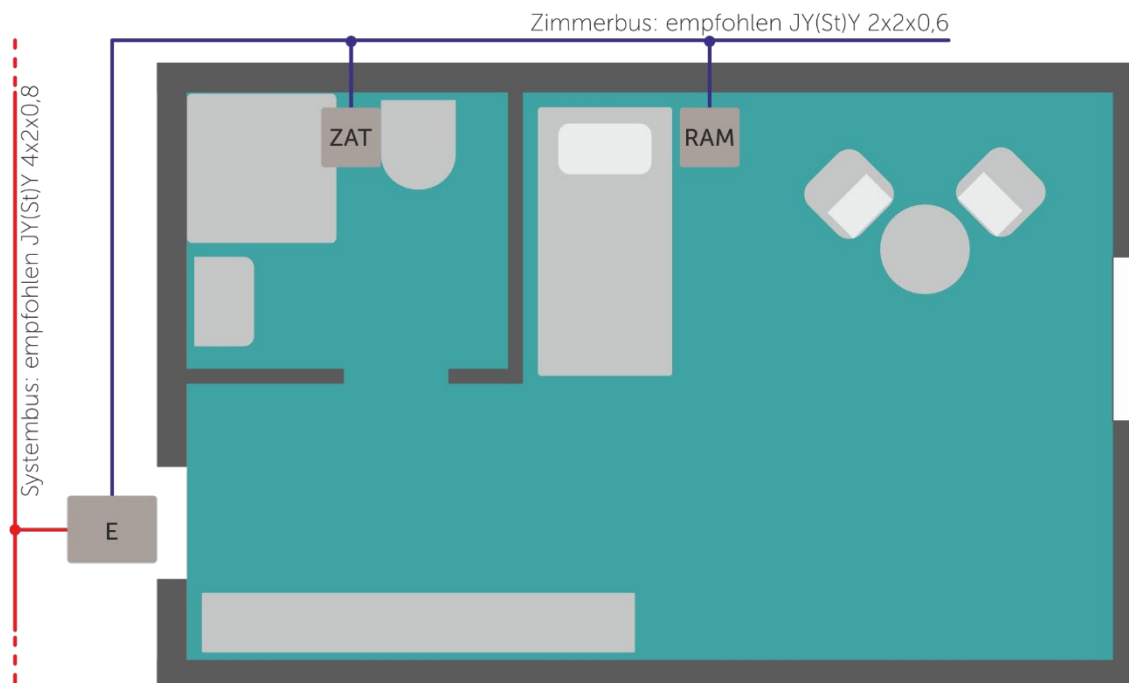 Zimmerbus: empfohlen JY(St)Y 2x2x0,6
Systembus: empfohlen JY(St)Y 4x2x0,8
ZAT
RAM
E